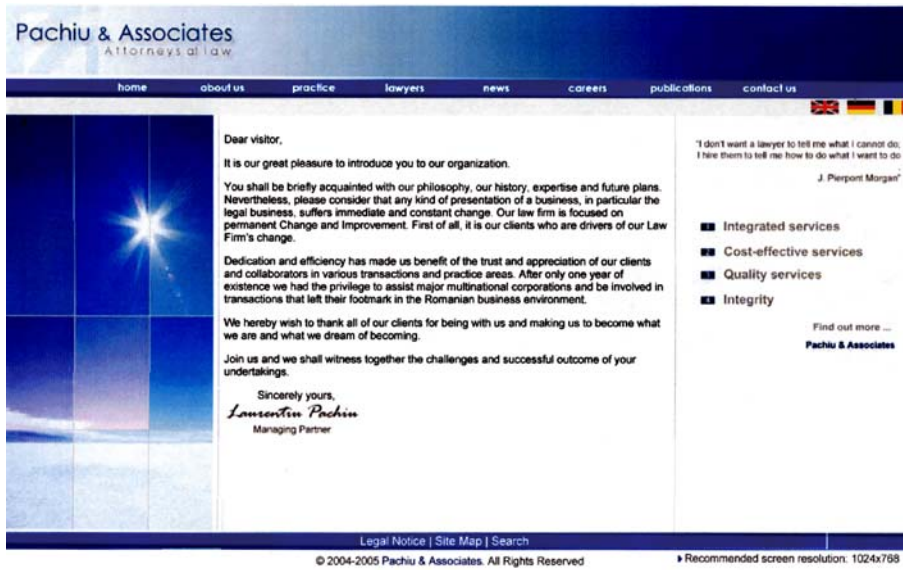 Pachiu & Associates
Attorneys at law
home about us practice lawyers news careers publications contact us
Dear visitor,
It is our great pleasure to introduce you to our organization.
You shall be briefly acquainted with our philosophy, our history, expertise and future plans.
Nevertheless, please consider that any kind of presentation of a business, in particular the
legal business, suffers immediate and constant change. Our law firm is focused on
permanent Change and Improvement. First of all, it is our clients who are drivers of our Law
Firm's change.
Dedication and efficiency has made us benefit of the trust and appreciation of our clients
and collaborators in various transactions and practice areas. After only one year of
existence we had the privilege to assist major multinational corporations and be involved in
transactions that left their footmark in the Romanian business environment.
We hereby wish to thank all of our clients for being with us and making us to become what
we are and what we dream of becoming.
Join us and we shall witness together the challenges and successful outcome of your
undertakings.
Sincerely yours,
Laurentiu Pachiu
Managing Partner
"I don't want a lawyer to tell me what I cannot do;
I hire them to tell me how to do what I want to do
J. Pierpont Morgan"
Integrated services
Cost-effective services
Quality services
Integrity
Find out more ...
Pachiu & Associates
Legal Notice | Site Map | Search
© 2004-2005 Pachiu & Associates. All Rights Reserved
Recommended screen resolution: 1024x768